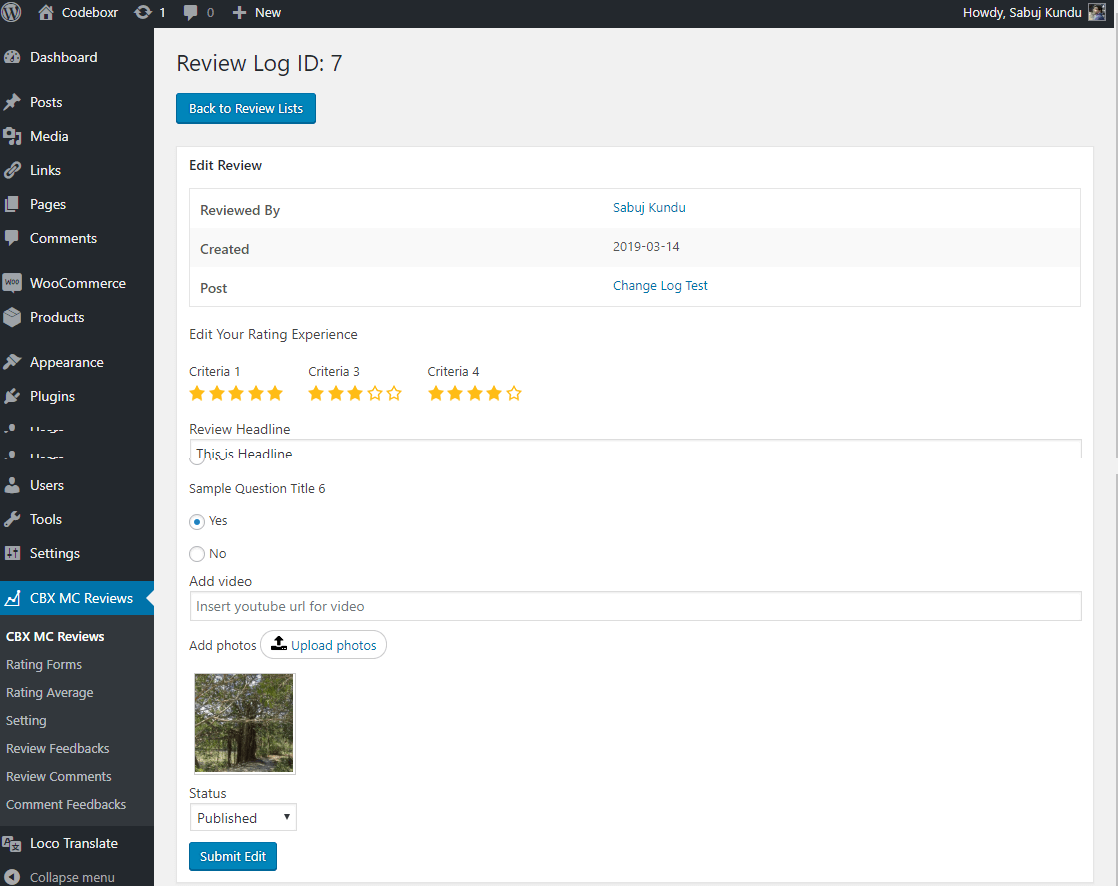 Codeboxr 1 0 New Howdy, Sabuj Kundu
Dashboard
Posts
Media
Links
Pages
Comments
WooCommerce
Products
Appearance
Plugins
Users
Tools
Settings
CBX MC Reviews
CBX MC Reviews
Rating Forms
Rating Average
Setting
Review Feedbacks
Review Comments
Comment Feedbacks
Loco Translate
Collapse menu
Review Log ID: 7
Back to Review Lists
Edit Review
Reviewed By Sabuj Kundu
Created 2019-03-14
Post Change Log Test
Edit Your Rating Experience
Criteria 1 Criteria 3 Criteria 4
Review Headline
This is Headline
Sample Question Title 6
Yes
No
Add video
Insert youtube url for video
Add photos Upload photos
Status
Published
Submit Edit